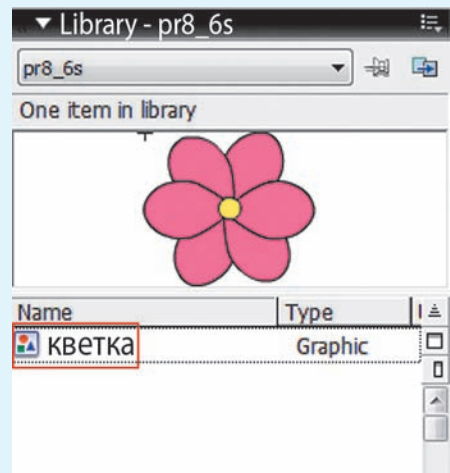 Library - pr8_6s
pr8_6s
One item in library
Name Type
кветка Graphic